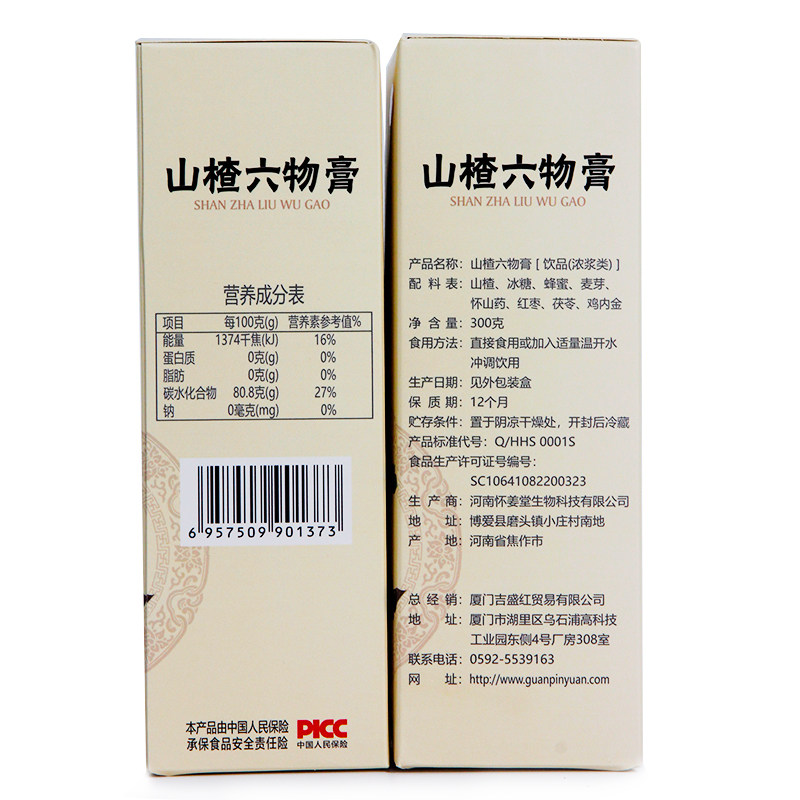 山楂六物膏
SHAN ZHA LIU WU GAO
营养成分表
项目 每100克(g) 营养素参考值%
能量 1374千焦(kJ) 16%
蛋白质 0克(g) 0%
脂肪 0克(g) 0%
碳水化合物 80.8克(g) 27%
钠 0毫克(mg) 0%
6 957509 901373
本产品由中国人民保险
承保食品安全责任险
PICC
中国人民保险
山楂六物膏
SHAN ZHA LIU WU GAO
产品名称：山楂六物膏 [ 饮品(浓浆类) ]
配料表：山楂、冰糖、蜂蜜、麦芽、
怀山药、红枣、茯苓、鸡内金
净含量：300克
食用方法：直接食用或加入适量温开水
冲调饮用
生产日期：见外包装盒
保质期：12个月
贮存条件：置于阴凉干燥处，开封后冷藏
产品标准代号：Q/HHS 0001S
食品生产许可证号编号：
SC10641082200323
生产商：河南怀姜堂生物科技有限公司
地址：博爱县磨头镇小庄村南地
产地：河南省焦作市
总经销：厦门吉盛红贸易有限公司
地址：厦门市湖里区乌石浦高科技
工业园东侧4号厂房308室
联系电话：0592-5539163
网址：http://www.guanpinyuan.com